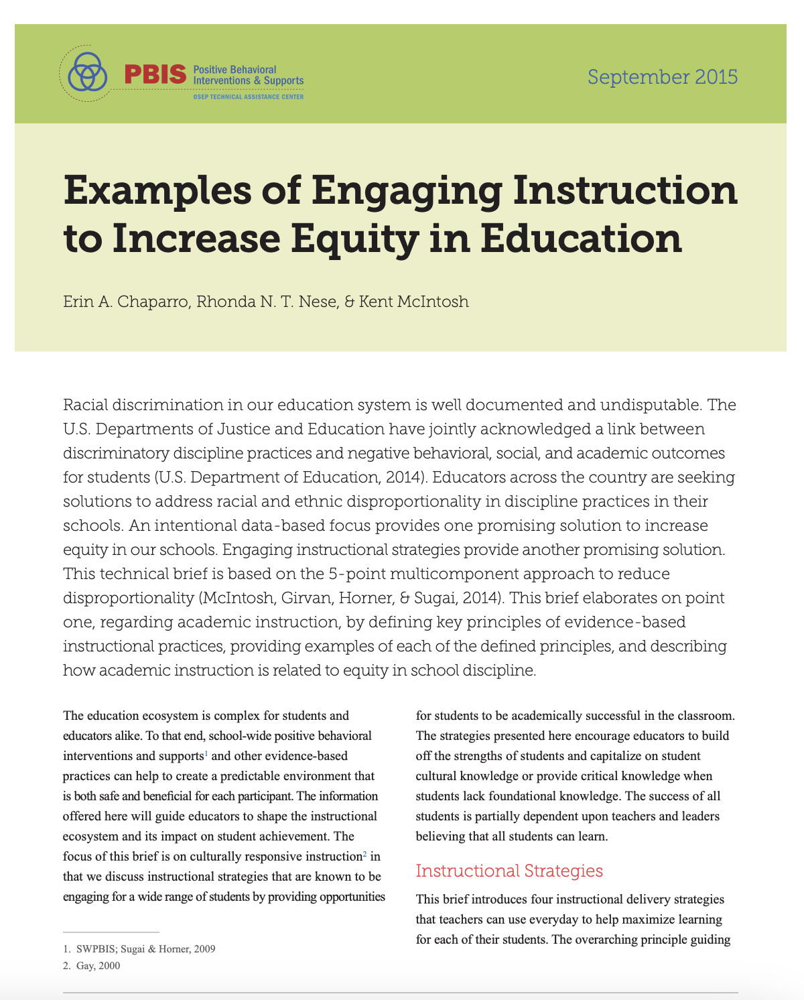 PBIS
Positive Behavioral
Interventions & Supports
OSEP TECHNICAL ASSISTANCE CENTER
September 2015
Examples of Engaging Instruction
to Increase Equity in Education
Erin A. Chaparro, Rhonda N. T. Nese, & Kent McIntosh
Racial discrimination in our education system is well documented and undisputable. The
U.S. Departments of Justice and Education have jointly acknowledged a link between
discriminatory discipline practices and negative behavioral, social, and academic outcomes
for students (U.S. Department of Education, 2014). Educators across the country are seeking
solutions to address racial and ethnic disproportionality in discipline practices in their
schools. An intentional data-based focus provides one promising solution to increase
equity in our schools. Engaging instructional strategies provide another promising solution.
This technical brief is based on the 5-point multicomponent approach to reduce
disproportionality (McIntosh, Girvan, Horner, & Sugai, 2014). This brief elaborates on point
one, regarding academic instruction, by defining key principles of evidence-based
instructional practices, providing examples of each of the defined principles, and describing
how academic instruction is related to equity in school discipline.
The education ecosystem is complex for students and
educators alike. To that end, school-wide positive behavioral
interventions and supports1 and other evidence-based
practices can help to create a predictable environment that
is both safe and beneficial for each participant. The information
offered here will guide educators to shape the instructional
ecosystem and its impact on student achievement. The
focus of this brief is on culturally responsive instruction2 in
that we discuss instructional strategies that are known to be
engaging for a wide range of students by providing opportunities
1. SWPBIS; Sugai & Horner, 2009
2. Gay, 2000
for students to be academically successful in the classroom.
The strategies presented here encourage educators to build
off the strengths of students and capitalize on student
cultural knowledge or provide critical knowledge when
students lack foundational knowledge. The success of all
students is partially dependent upon teachers and leaders
believing that all students can learn.
Instructional Strategies
This brief introduces four instructional delivery strategies
that teachers can use everyday to help maximize learning
for each of their students. The overarching principle guiding